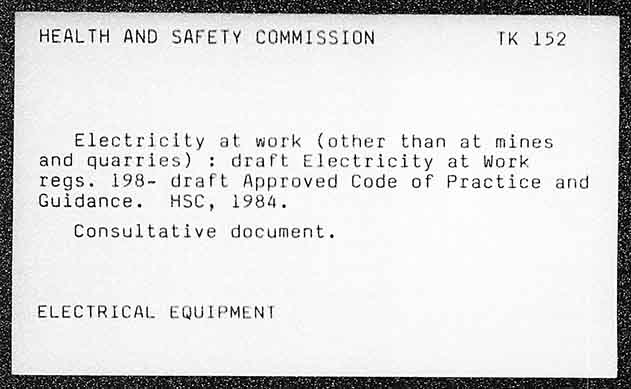 HEALTH AND SAFETY COMMISSION TK 152
Electricity at work (other than at mines
and quarries) : draft Electricity at Work
regs. 198- draft Approved Code of Practice and
Guidance. HSC, 1984.
Consultative document.
ELECTRICAL EQUIPMENT